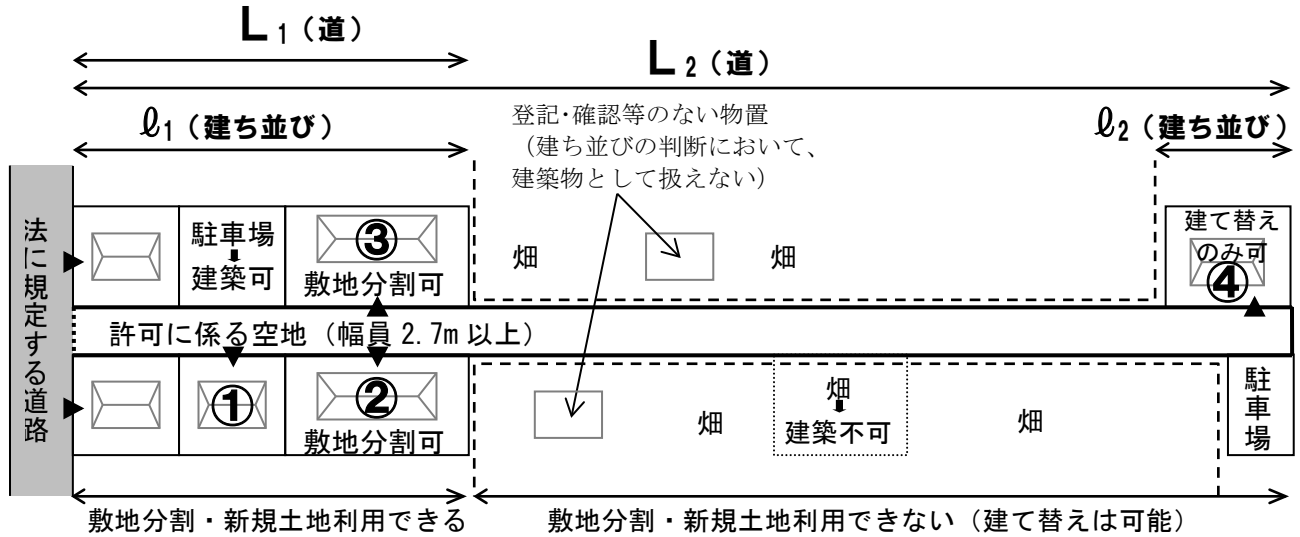 L₁（道）
L₂（道）
ℓ₁（建ち並び）
登記・確認等のない物置
（建ち並びの判断において、
建築物として扱えない）
ℓ₂（建ち並び）
法に規定する道路
駐車場
建築可
③
敷地分割可
畑
畑
建て替え
のみ可
④
許可に係る空地（幅員 2.7m 以上）
①
②
敷地分割可
畑
畑
建築不可
畑
駐車場
敷地分割・新規土地利用できる
敷地分割・新規土地利用できない（建て替えは可能）